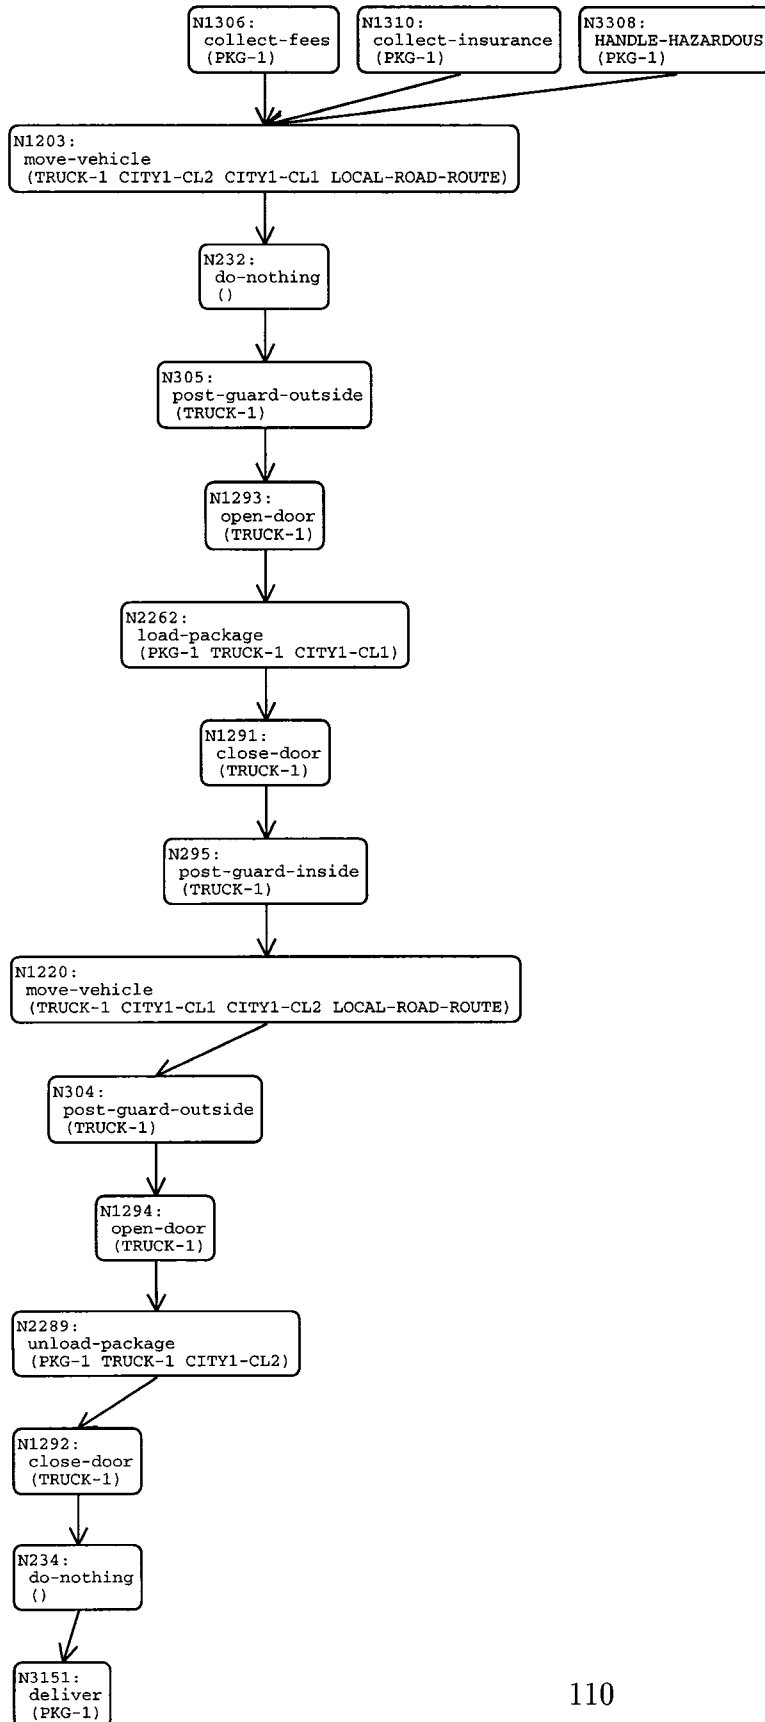 N1306:
collect-fees
(PKG-1)
N1310:
collect-insurance
(PKG-1)
N3308:
HANDLE-HAZARDOUS
(PKG-1)
N1203:
move-vehicle
(TRUCK-1 CITY1-CL2 CITY1-CL1 LOCAL-ROAD-ROUTE)
N232:
do-nothing
()
N305:
post-guard-outside
(TRUCK-1)
N1293:
open-door
(TRUCK-1)
N2262:
load-package
(PKG-1 TRUCK-1 CITY1-CL1)
N1291:
close-door
(TRUCK-1)
N295:
post-guard-inside
(TRUCK-1)
N1220:
move-vehicle
(TRUCK-1 CITY1-CL1 CITY1-CL2 LOCAL-ROAD-ROUTE)
N304:
post-guard-outside
(TRUCK-1)
N1294:
open-door
(TRUCK-1)
N2289:
unload-package
(PKG-1 TRUCK-1 CITY1-CL2)
N1292:
close-door
(TRUCK-1)
N234:
do-nothing
()
N3151:
deliver
(PKG-1)
110